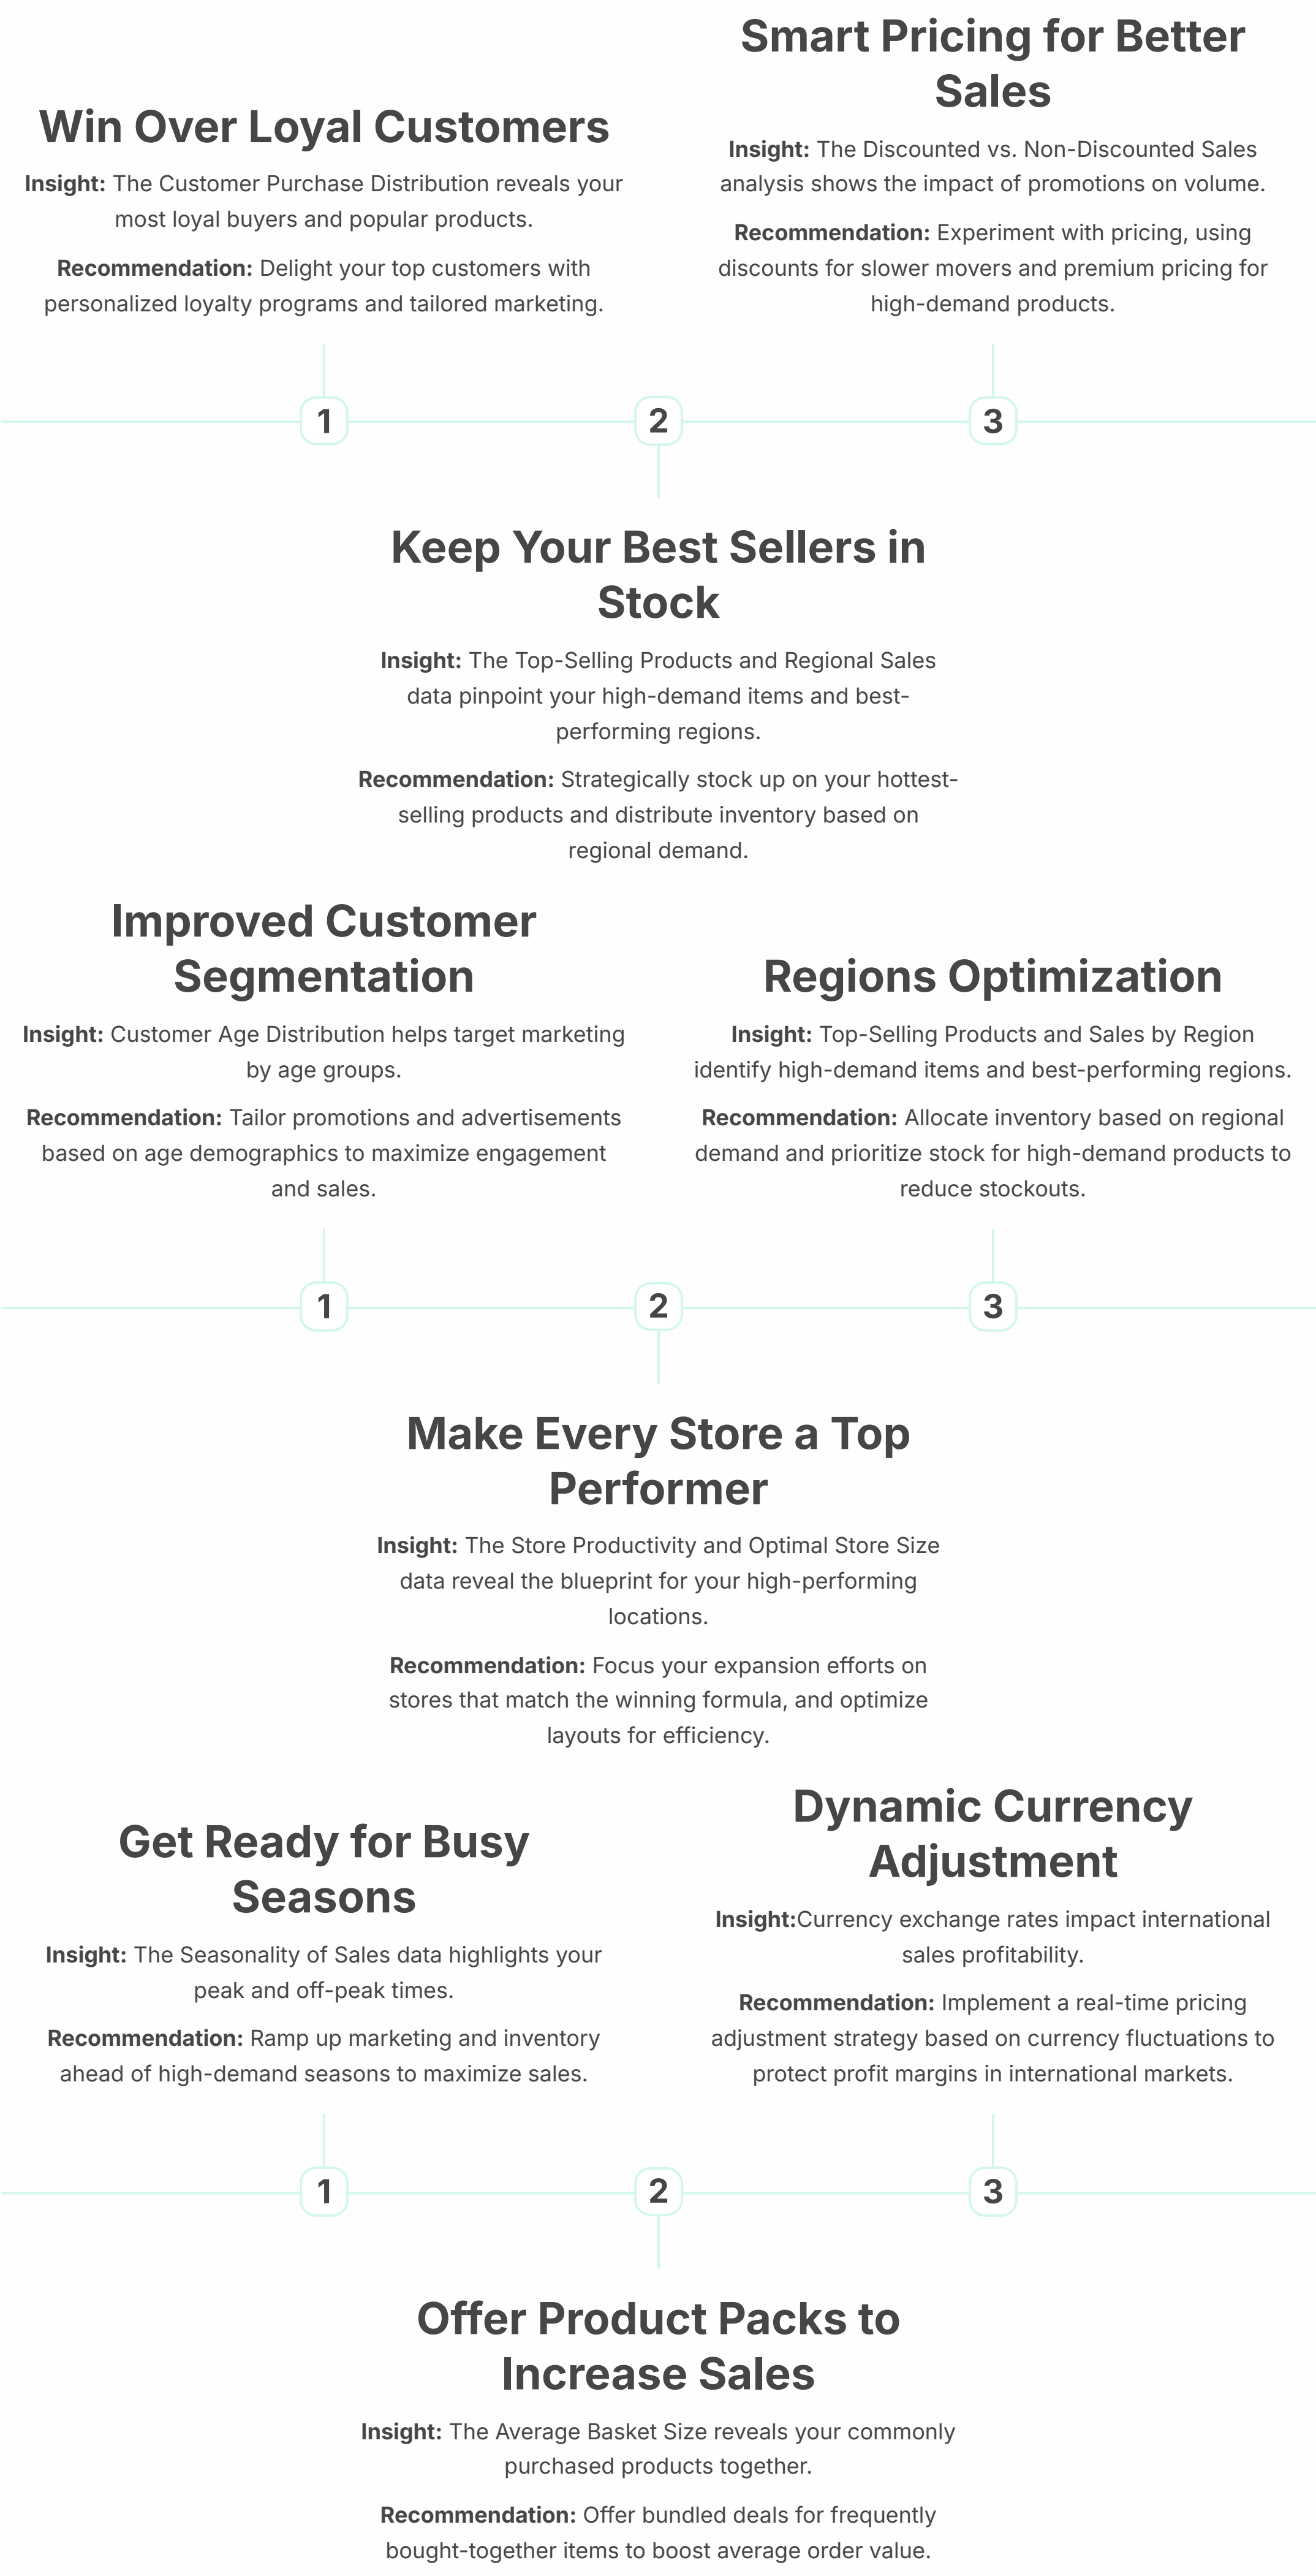 Win Over Loyal Customers
Insight: The Customer Purchase Distribution reveals your
most loyal buyers and popular products.
Recommendation: Delight your top customers with
personalized loyalty programs and tailored marketing.
Smart Pricing for Better
Sales
Insight: The Discounted vs. Non-Discounted Sales
analysis shows the impact of promotions on volume.
Recommendation: Experiment with pricing, using
discounts for slower movers and premium pricing for
high-demand products.
1
2
3
Keep Your Best Sellers in
Stock
Insight: The Top-Selling Products and Regional Sales
data pinpoint your high-demand items and best-
performing regions.
Recommendation: Strategically stock up on your hottest-
selling products and distribute inventory based on
regional demand.
Improved Customer
Segmentation
Insight: Customer Age Distribution helps target marketing
by age groups.
Recommendation: Tailor promotions and advertisements
based on age demographics to maximize engagement
and sales.
Regions Optimization
Insight: Top-Selling Products and Sales by Region
identify high-demand items and best-performing regions.
Recommendation: Allocate inventory based on regional
demand and prioritize stock for high-demand products to
reduce stockouts.
1
2
3
Make Every Store a Top
Performer
Insight: The Store Productivity and Optimal Store Size
data reveal the blueprint for your high-performing
locations.
Recommendation: Focus your expansion efforts on
stores that match the winning formula, and optimize
layouts for efficiency.
Get Ready for Busy
Seasons
Insight: The Seasonality of Sales data highlights your
peak and off-peak times.
Recommendation: Ramp up marketing and inventory
ahead of high-demand seasons to maximize sales.
Dynamic Currency
Adjustment
Insight:Currency exchange rates impact international
sales profitability.
Recommendation: Implement a real-time pricing
adjustment strategy based on currency fluctuations to
protect profit margins in international markets.
1
2
3
Offer Product Packs to
Increase Sales
Insight: The Average Basket Size reveals your commonly
purchased products together.
Recommendation: Offer bundled deals for frequently
bought-together items to boost average order value.